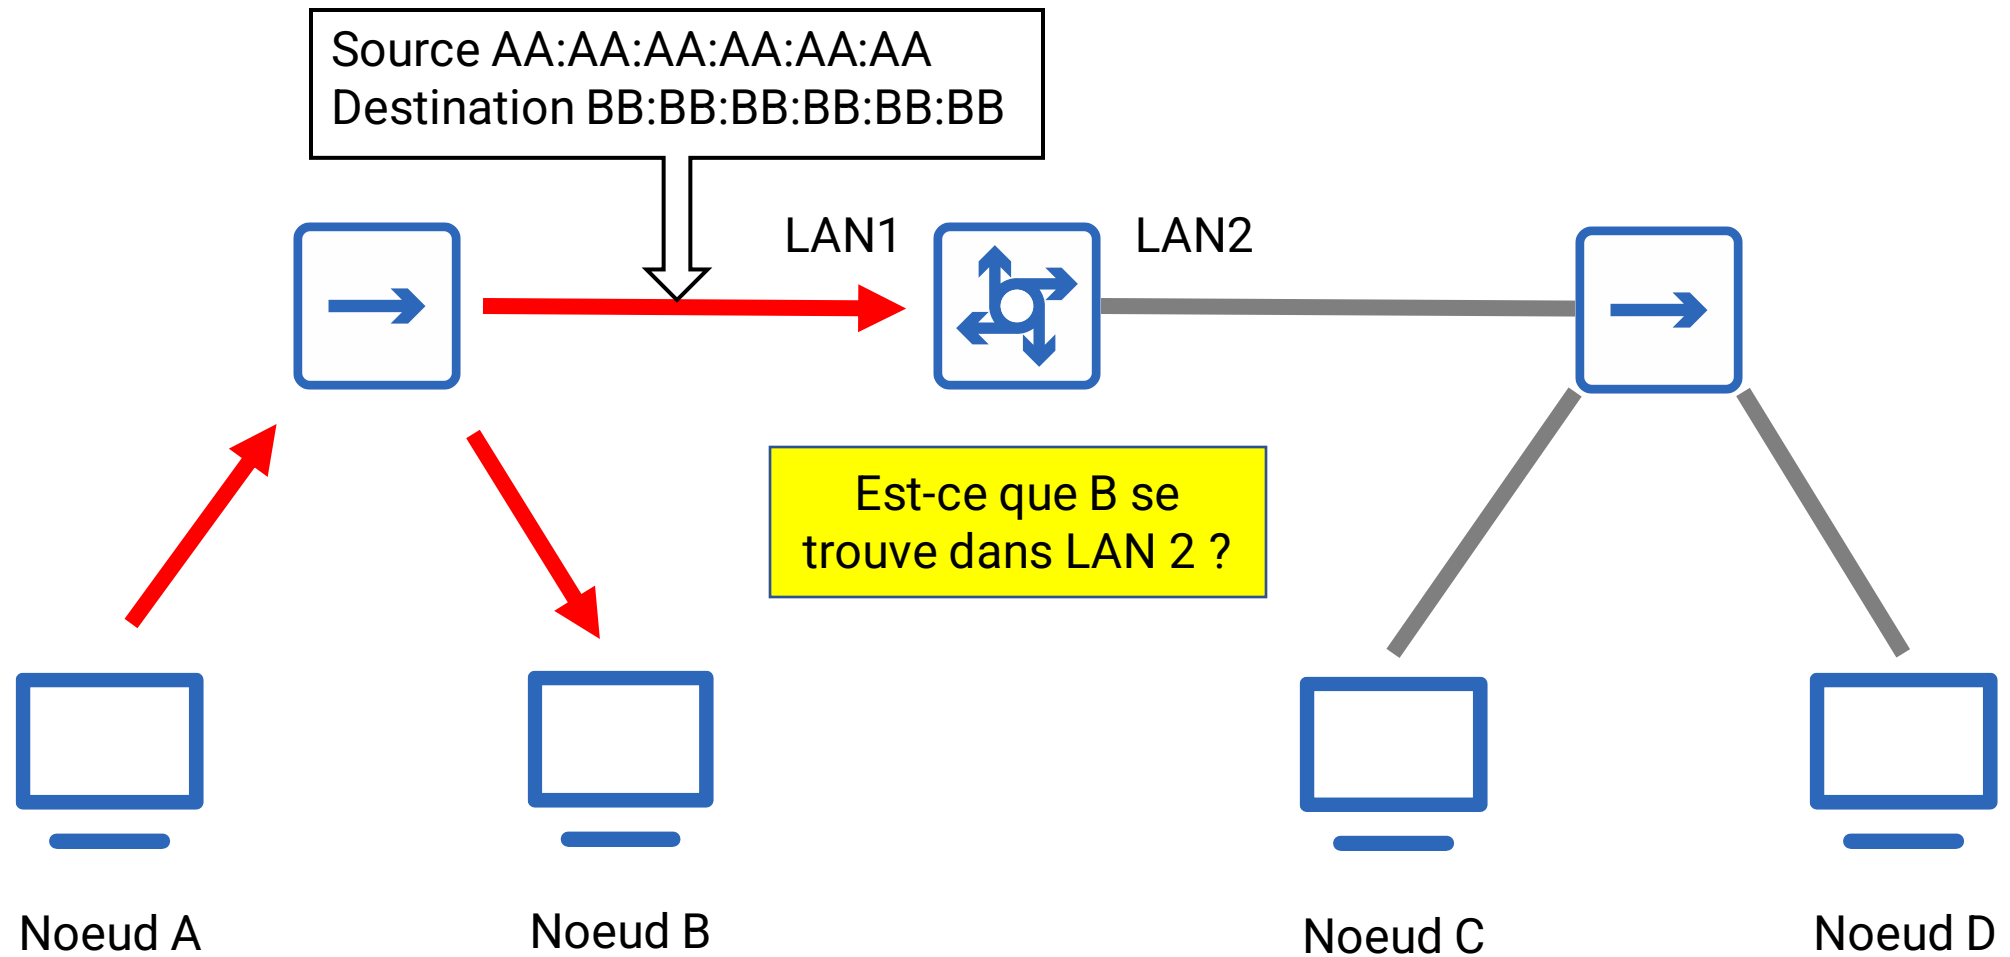 Source AA:AA:AA:AA:AA:AA
Destination BB:BB:BB:BB:BB:BB
LAN1
LAN2
Est-ce que B se
trouve dans LAN 2 ?
Noeud A
Noeud B
Noeud C
Noeud D